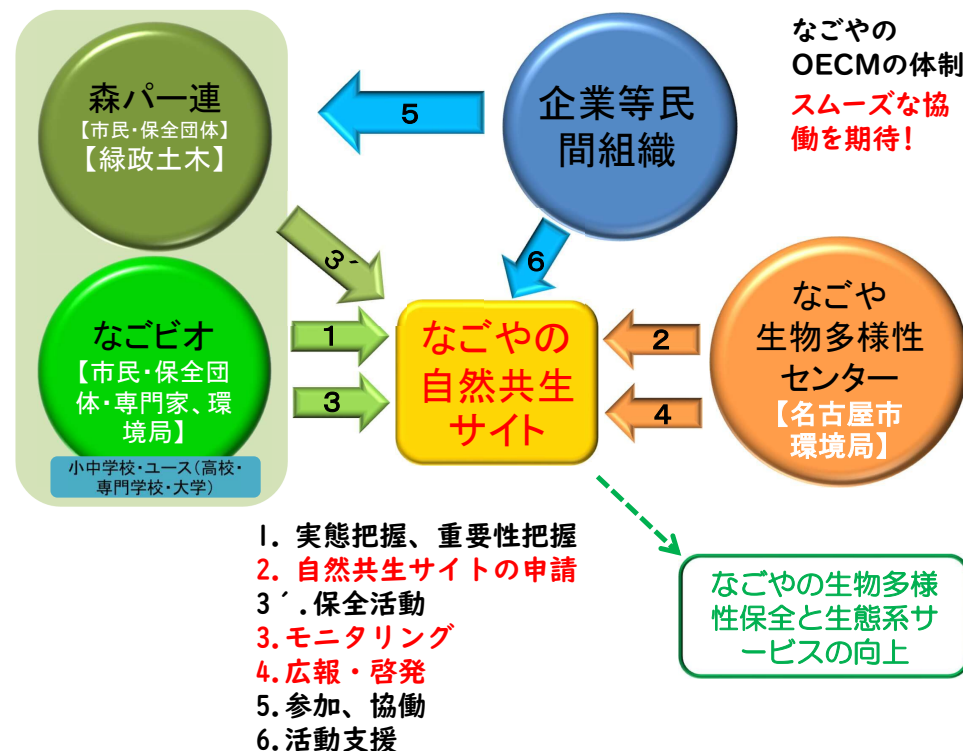 森パー連
【市民・保全団体】
【緑政土木】
5
企業等民
間組織
なごやの
OECMの体制
スムーズな協
働を期待!
3´
6
なごビオ
【市民・保全団
体・専門家、環
境局】
小中学校・ユース(高校・
専門学校・大学)
1
3
なごやの
自然共生
サイト
2
4
なごや
生物多様性
センター
【名古屋市
環境局】
1. 実態把握、重要性把握
2. 自然共生サイトの申請
3´.保全活動
3.モニタリング
4.広報・啓発
5.参加、協働
6.活動支援
なごやの生物多様
性保全と生態系サ
ービスの向上